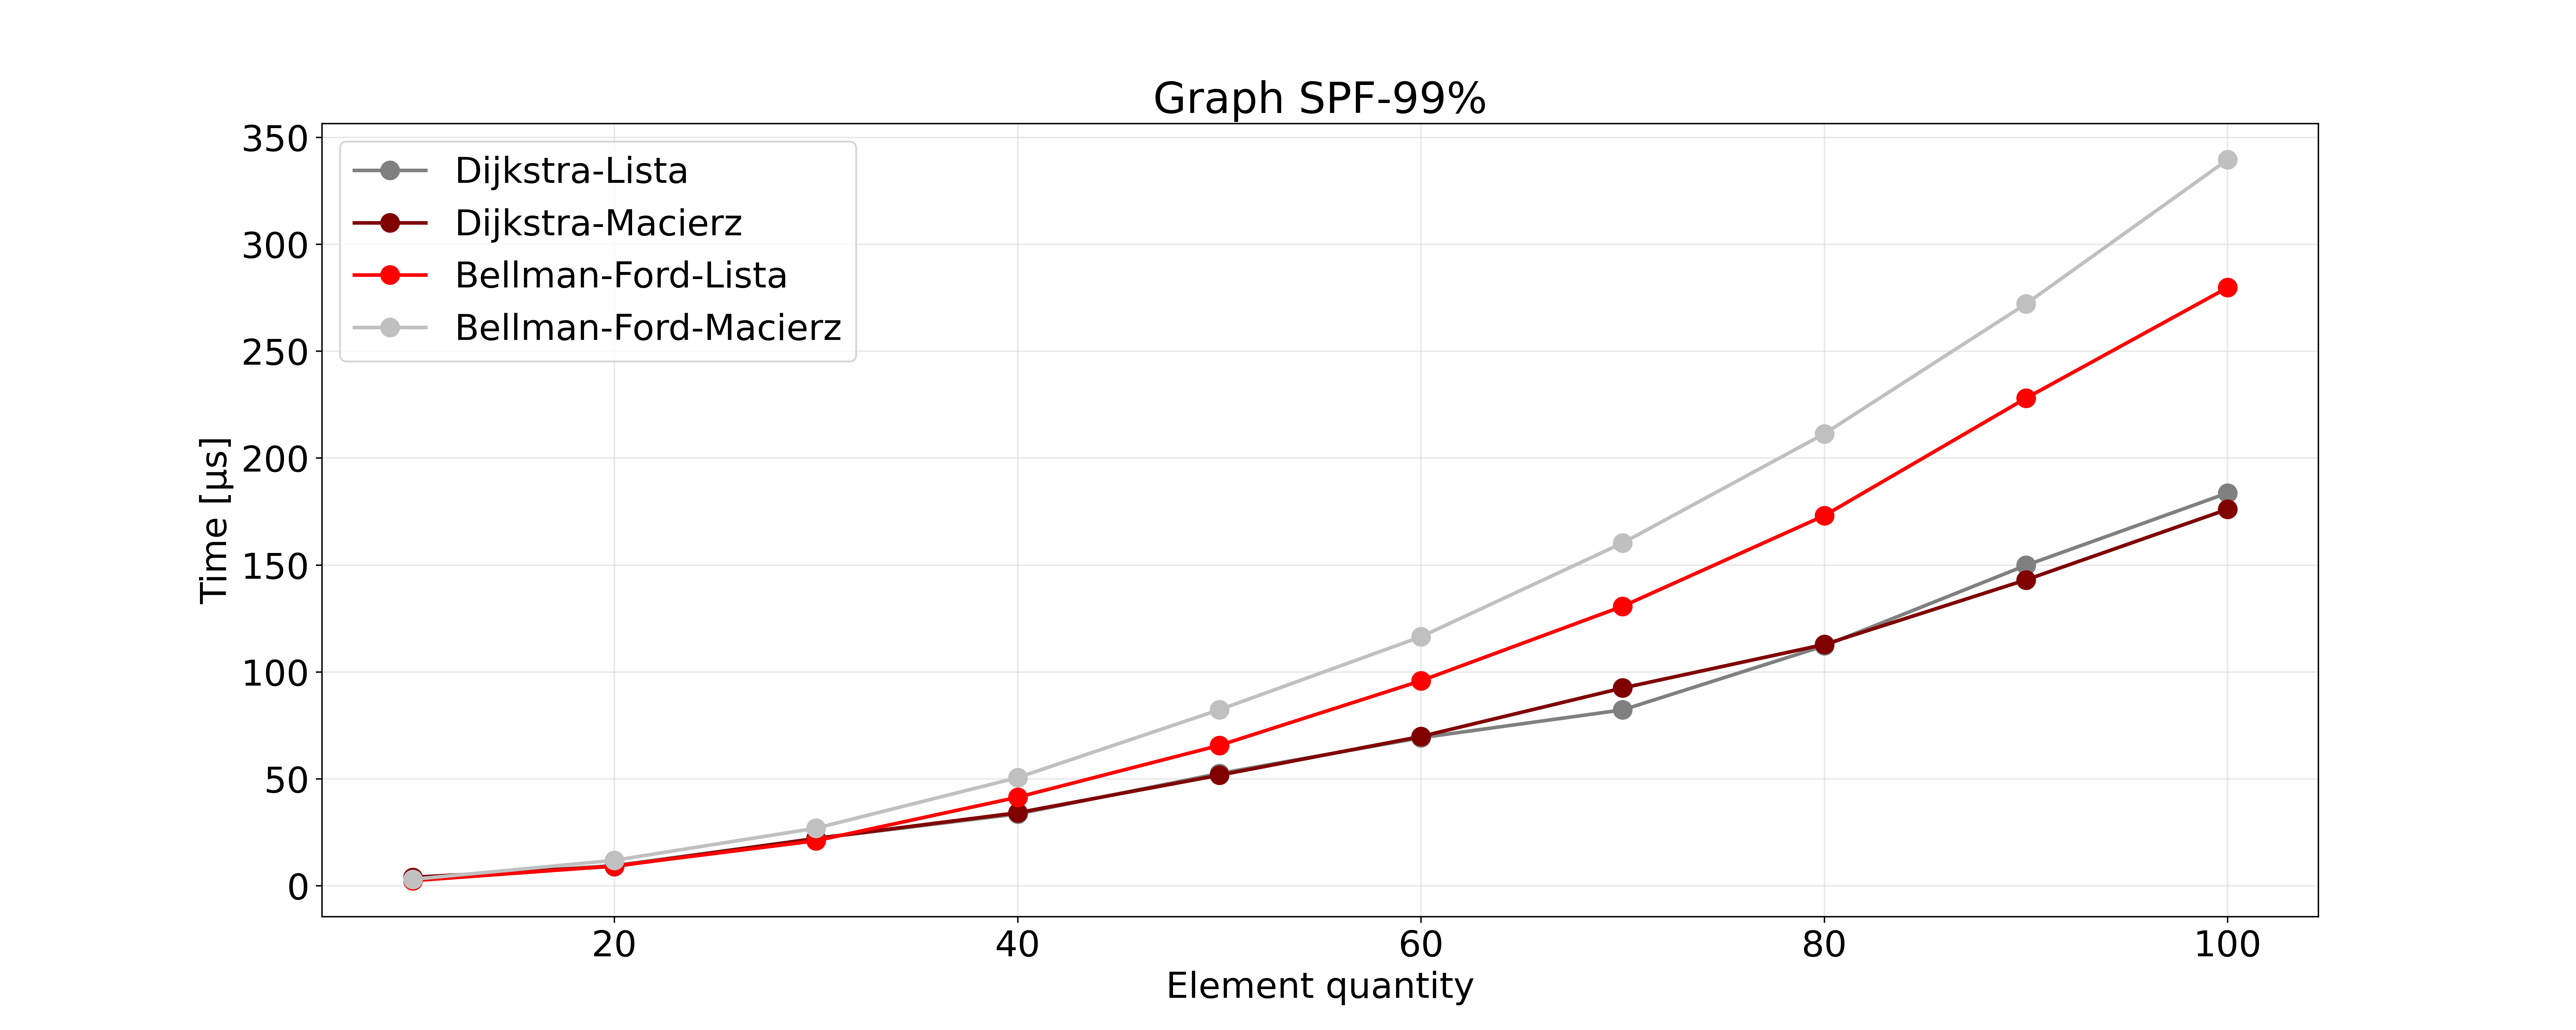 Graph SPF-99%
350
300
250
200
150
100
50
0
Time [µs]
Dijkstra-Lista
Dijkstra-Macierz
Bellman-Ford-Lista
Bellman-Ford-Macierz
20 40 60 80 100
Element quantity